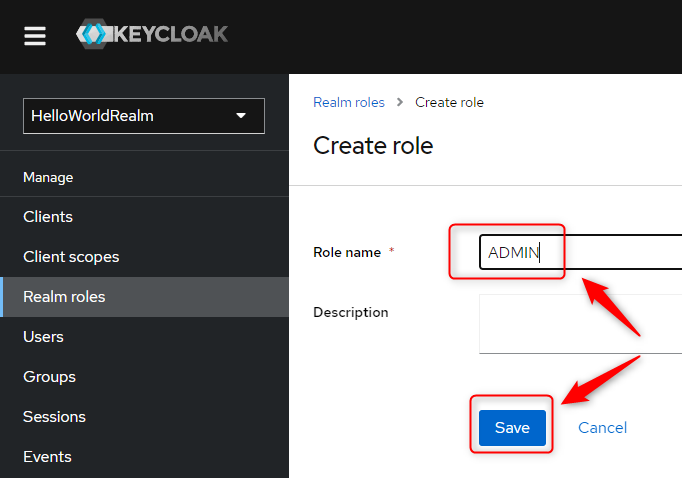 KEYCLOAK
HelloWorldRealm
Manage
Clients
Client scopes
Realm roles
Users
Groups
Sessions
Events
Realm roles > Create role
Create role
Role name *
ADMIN
Description
Save
Cancel